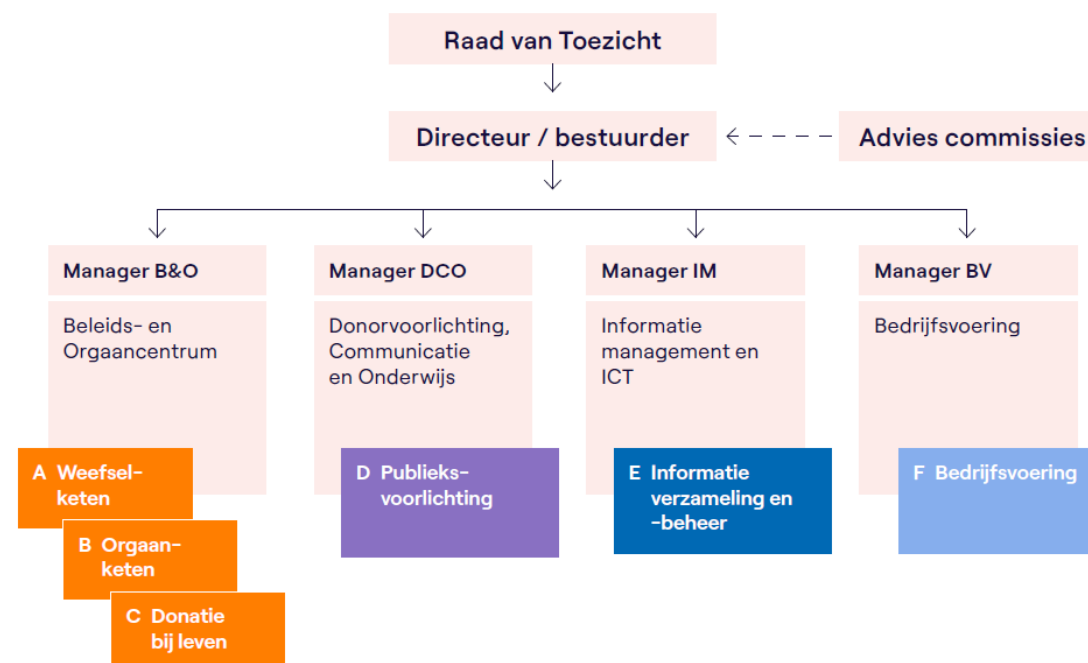 Raad van Toezicht
Directeur / bestuurder
Advies commissies
Manager B&O
Manager DCO
Manager IM
Manager BV
Beleids- en
Orgaancentrum
Donorvoorlichting,
Communicatie
en Onderwijs
Informatie
management en
ICT
Bedrijfsvoering
A Weefsel-
keten
B Orgaan-
keten
C Donatie
bij leven
D Publieks-
voorlichting
E Informatie
verzameling en
-beheer
F Bedrijfsvoering